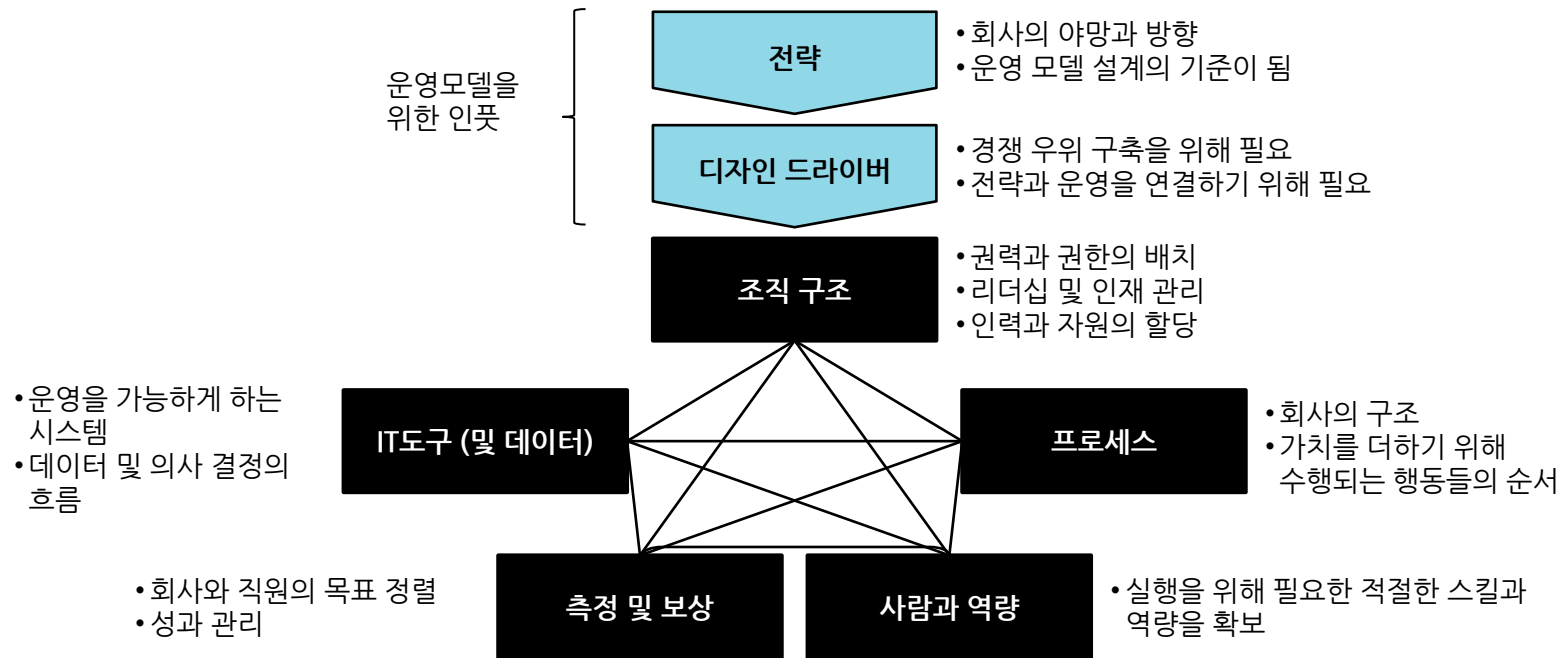 전략
• 회사의 야망과 방향
• 운영 모델 설계의 기준이 됨
운영모델을
위한 인풋
디자인 드라이버
• 경쟁 우위 구축을 위해 필요
• 전략과 운영을 연결하기 위해 필요
조직 구조
• 권력과 권한의 배치
• 리더십 및 인재 관리
• 인력과 자원의 할당
• 운영을 가능하게 하는
시스템
• 데이터 및 의사 결정의
흐름
IT도구 (및 데이터)
프로세스
• 회사의 구조
• 가치를 더하기 위해
수행되는 행동들의 순서
• 회사와 직원의 목표 정렬
• 성과 관리
측정 및 보상
사람과 역량
• 실행을 위해 필요한 적절한 스킬과
역량을 확보